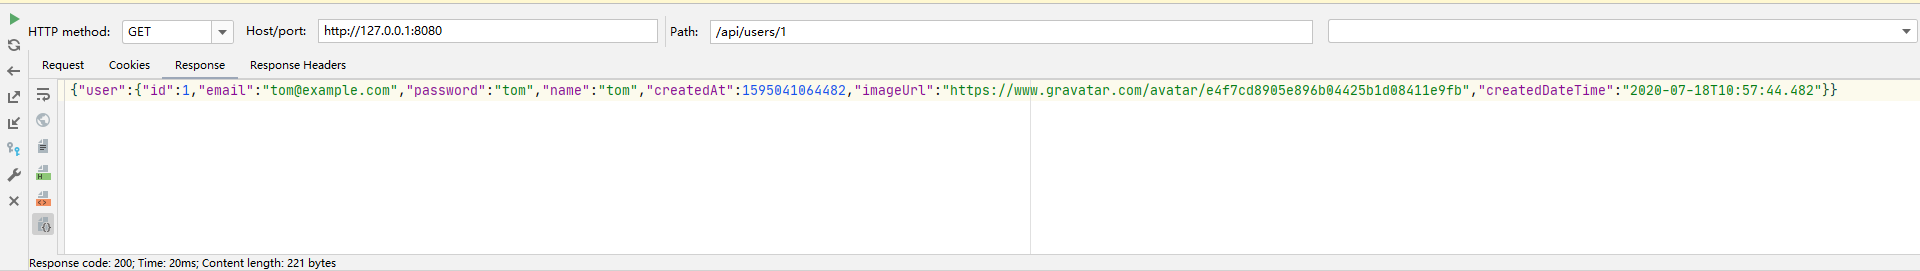 HTTP method: GET Host/port: http://127.0.0.1:8080 Path: /api/users/1
Request Cookies Response Response Headers
{"user":{"id":1,"email":"tom@example.com","password":"tom","name":"tom","createdAt":1595041064482,"imageUrl":"https://www.gravatar.com/avatar/e4f7cd8905e896b04425b1d08411e9fb","createdDateTime":"2020-07-18T10:57:44.482"}}
Response code: 200; Time: 20ms; Content length: 221 bytes